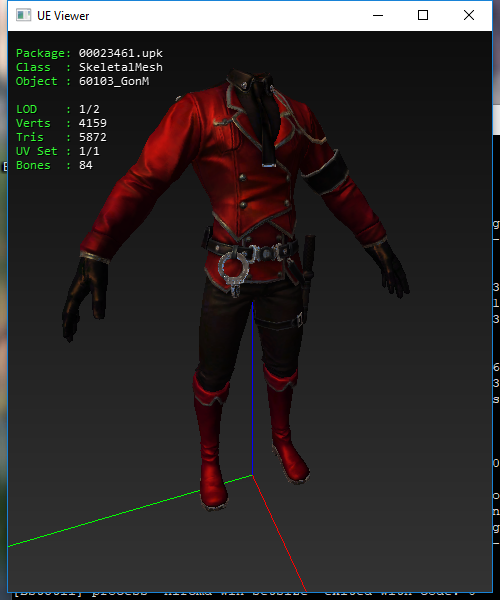 UE Viewer
Package: 00023461.upk
Class : SkeletalMesh
Object : 60103_GonM
LOD : 1/2
Verts : 4159
Tris : 5872
UV Set : 1/1
Bones : 84